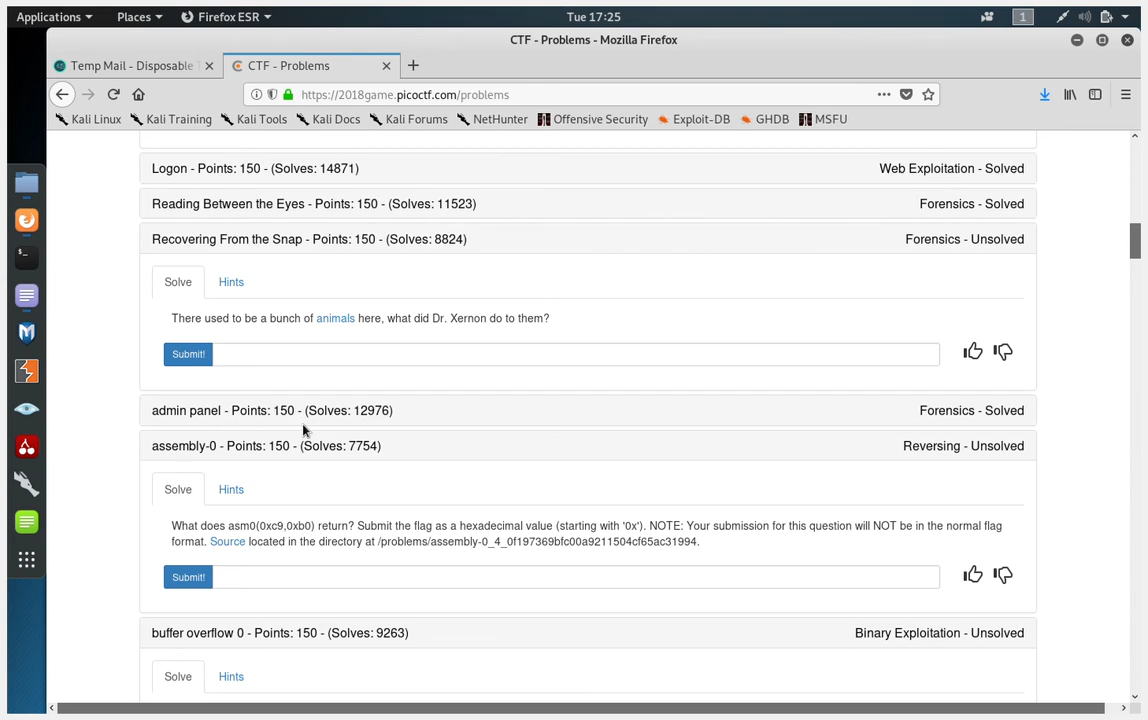 Applications Places Firefox ESR Tue 17:25 1
CTF - Problems - Mozilla Firefox
Temp Mail - Disposable CTF - Problems
https://2018game.picoctf.com/problems
Kali Linux Kali Training Kali Tools Kali Docs Kali Forums NetHunter Offensive Security Exploit-DB GHDB MSFU
Logon - Points: 150 - (Solves: 14871) Web Exploitation - Solved
Reading Between the Eyes - Points: 150 - (Solves: 11523) Forensics - Solved
Recovering From the Snap - Points: 150 - (Solves: 8824) Forensics - Unsolved
Solve Hints
There used to be a bunch of animals here, what did Dr. Xernon do to them?
Submit!
admin panel - Points: 150 - (Solves: 12976) Forensics - Solved
assembly-0 - Points: 150 - (Solves: 7754) Reversing - Unsolved
Solve Hints
What does asm0(0xc9,0xb0) return? Submit the flag as a hexadecimal value (starting with '0x'). NOTE: Your submission for this question will NOT be in the normal flag
format. Source located in the directory at /problems/assembly-0_4_0f197369bfc00a9211504cf65ac31994.
Submit!
buffer overflow 0 - Points: 150 - (Solves: 9263) Binary Exploitation - Unsolved
Solve Hints